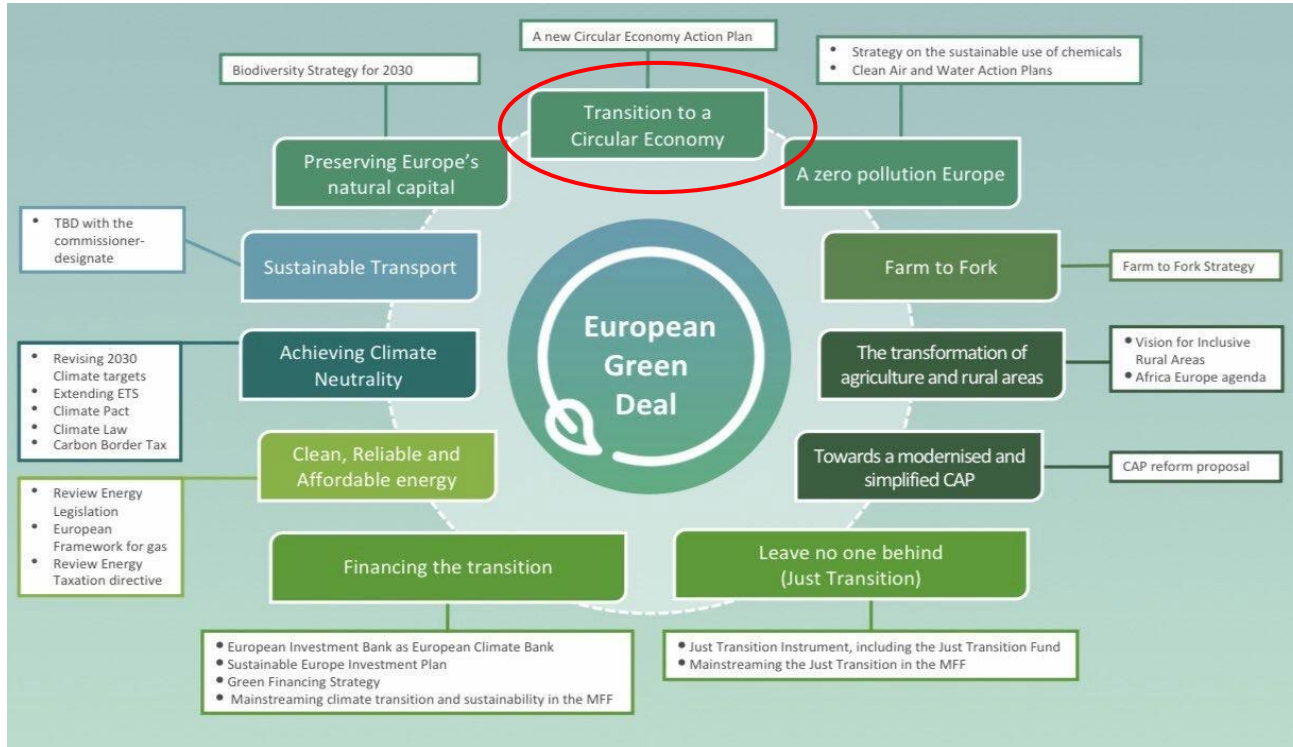 A new Circular Economy Action Plan
Biodiversity Strategy for 2030
• Strategy on the sustainable use of chemicals
• Clean Air and Water Action Plans
Transition to a
Circular Economy
Preserving Europe's
natural capital
A zero pollution Europe
• TBD with the
commissioner-
designate
Sustainable Transport
Farm to Fork
Farm to Fork Strategy
European
Green
Deal
• Revising 2030
Climate targets
• Extending ETS
• Climate Pact
• Climate Law
• Carbon Border Tax
Achieving Climate
Neutrality
The transformation of
agriculture and rural areas
• Vision for Inclusive
Rural Areas
• Africa Europe agenda
Clean, Reliable and
Affordable energy
Towards a modernised and
simplified CAP
CAP reform proposal
• Review Energy
Legislation
• European
Framework for gas
• Review Energy
Taxation directive
Financing the transition
Leave no one behind
(Just Transition)
• European Investment Bank as European Climate Bank
• Sustainable Europe Investment Plan
• Green Financing Strategy
• Mainstreaming climate transition and sustainability in the MFF
• Just Transition Instrument, including the Just Transition Fund
• Mainstreaming the Just Transition in the MFF